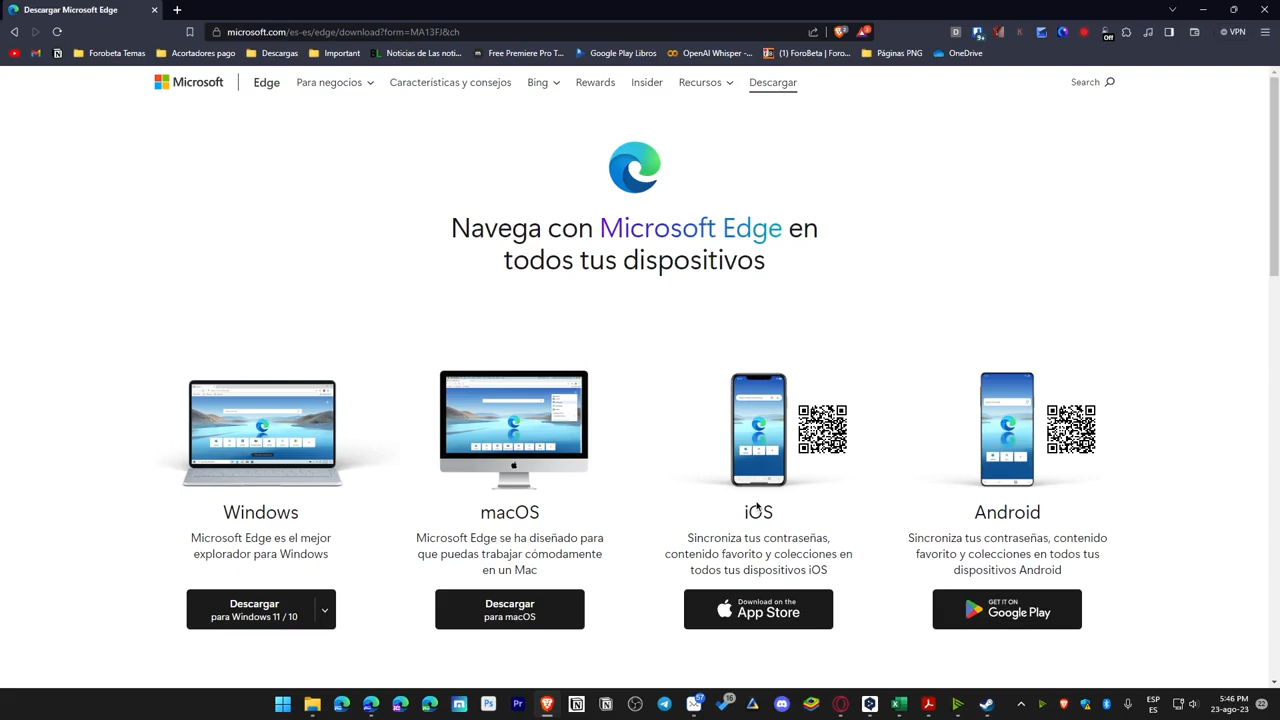 Descargar Microsoft Edge
microsoft.com/es-es/edge/download?form=MA13FJ&ch
VPN
Forobeta Temas
Acortadores pago
Descargas
Important
Noticias de Las noti...
Free Premiere Pro T...
Google Play Libros
OpenAI Whisper -...
(1) ForoBeta | Foro...
Páginas PNG
OneDrive
Microsoft
Edge
Para negocios
Características y consejos
Bing
Rewards
Insider
Recursos
Descargar
Search
Navega con Microsoft Edge en
todos tus dispositivos
Windows
Microsoft Edge es el mejor
explorador para Windows
Descargar
para Windows 11 / 10
macOS
Microsoft Edge se ha diseñado para
que puedas trabajar cómodamente
en un Mac
Descargar
para macOS
iOS
Sincroniza tus contraseñas,
contenido favorito y colecciones en
todos tus dispositivos iOS
Download on the
App Store
Android
Sincroniza tus contraseñas, contenido
favorito y colecciones en todos tus
dispositivos Android
GET IT ON
Google Play
57
16
ESP
ES
5:46 PM
23-ago-23